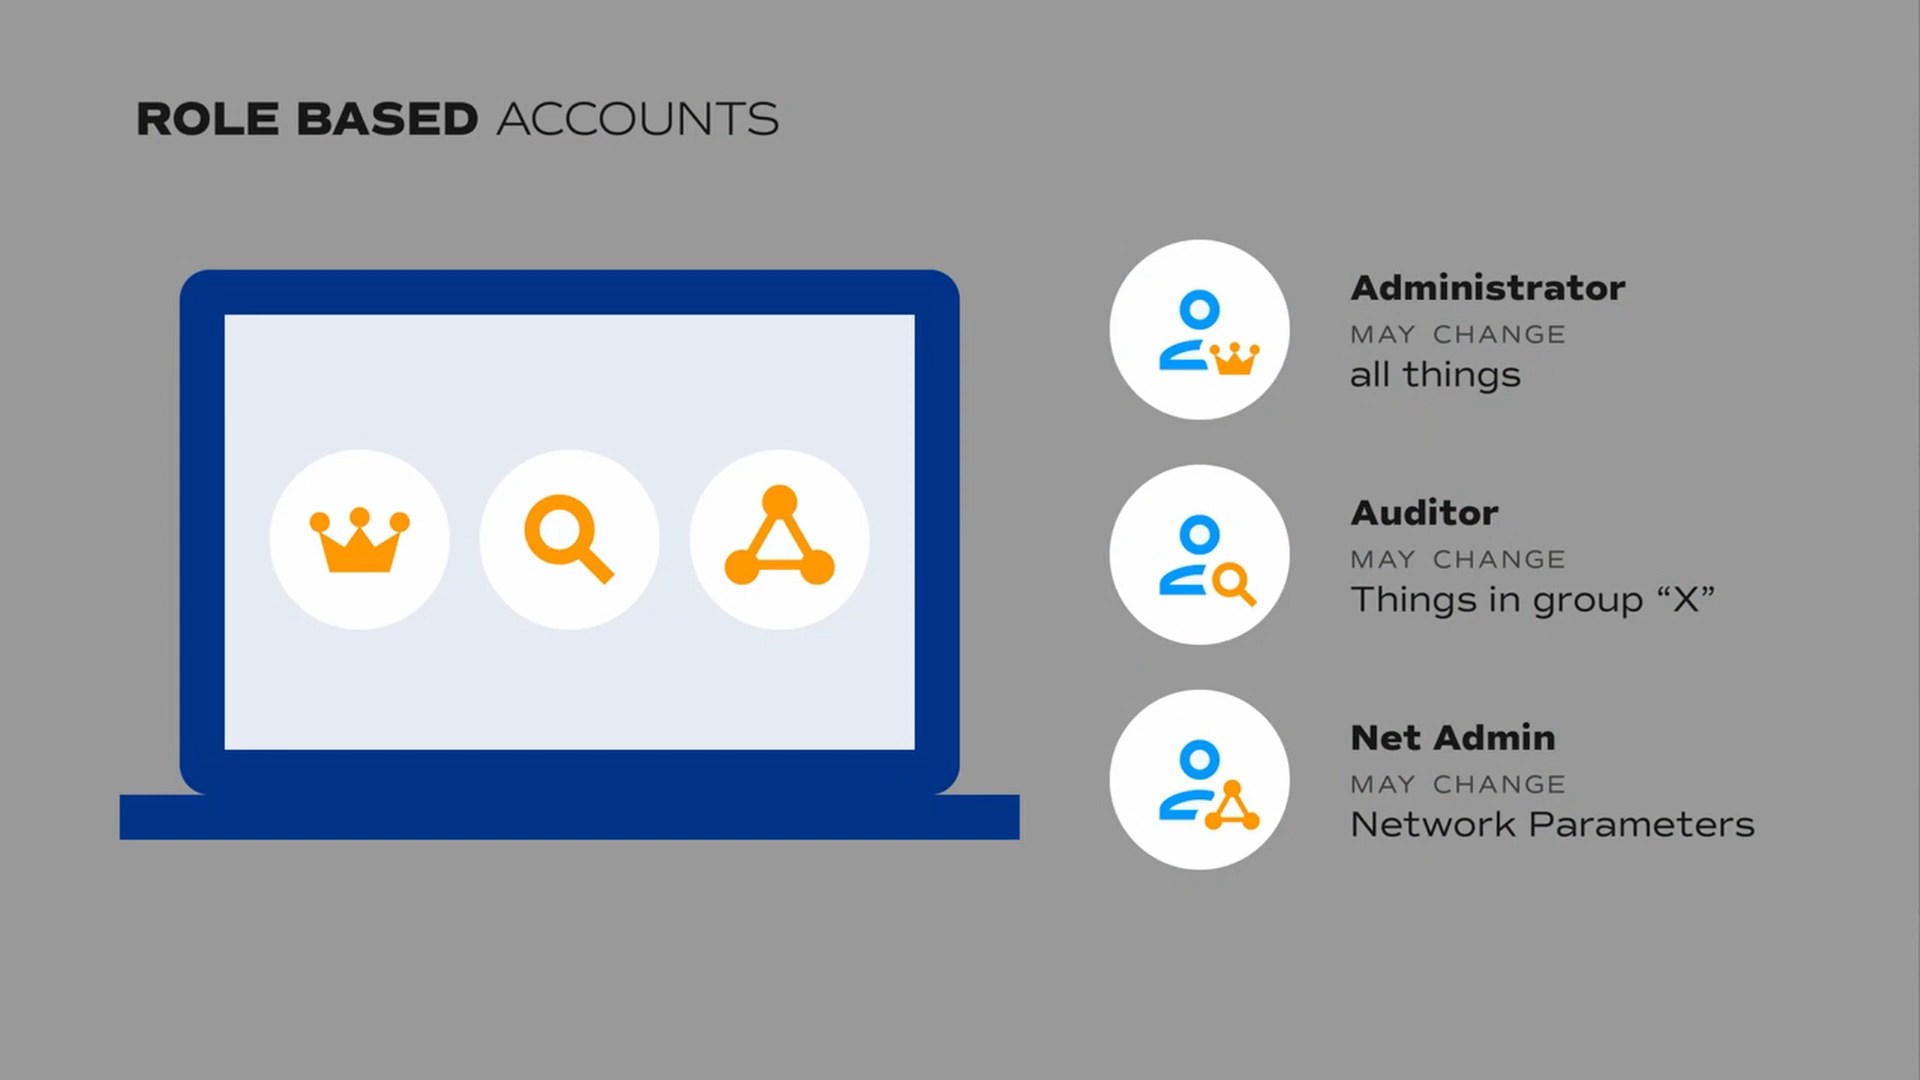 ROLE BASED ACCOUNTS
Administrator
MAY CHANGE
all things
Auditor
MAY CHANGE
Things in group “X”
Net Admin
MAY CHANGE
Network Parameters